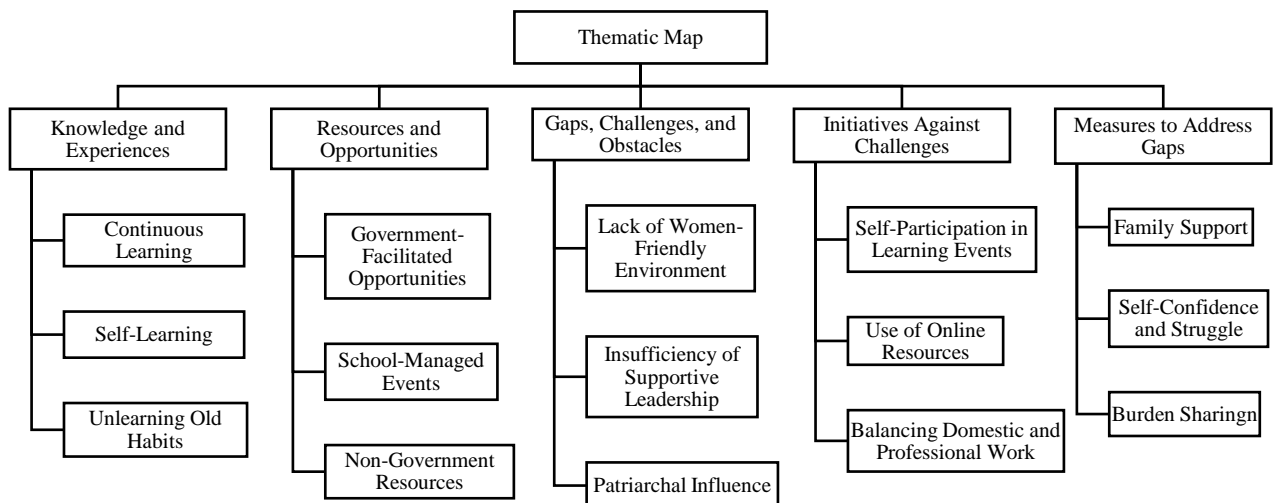 Thematic Map
Knowledge and
Experiences
Continuous
Learning
Self-Learning
Unlearning Old
Habits
Resources and
Opportunities
Government-
Facilitated
Opportunities
School-Managed
Events
Non-Government
Resources
Gaps, Challenges, and
Obstacles
Lack of Women-
Friendly
Environment
Insufficiency of
Supportive
Leadership
Patriarchal Influence
Initiatives Against
Challenges
Self-Participation in
Learning Events
Use of Online
Resources
Balancing Domestic and
Professional Work
Measures to Address
Gaps
Family Support
Self-Confidence
and Struggle
Burden Sharingn